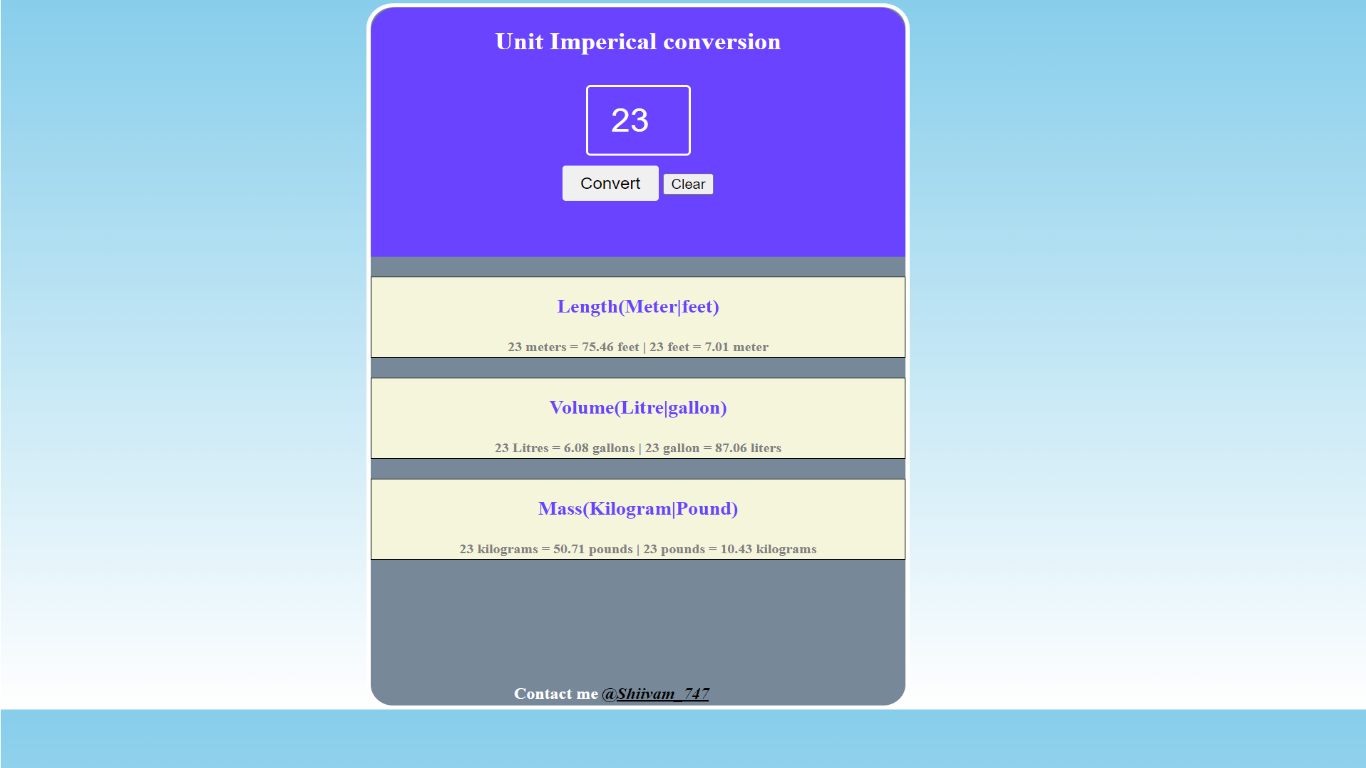 Unit Imperical conversion
23
Convert Clear
Length(Meter|feet)
23 meters = 75.46 feet | 23 feet = 7.01 meter
Volume(Litre|gallon)
23 Litres = 6.08 gallons | 23 gallon = 87.06 liters
Mass(Kilogram|Pound)
23 kilograms = 50.71 pounds | 23 pounds = 10.43 kilograms
Contact me @Shiivam_747